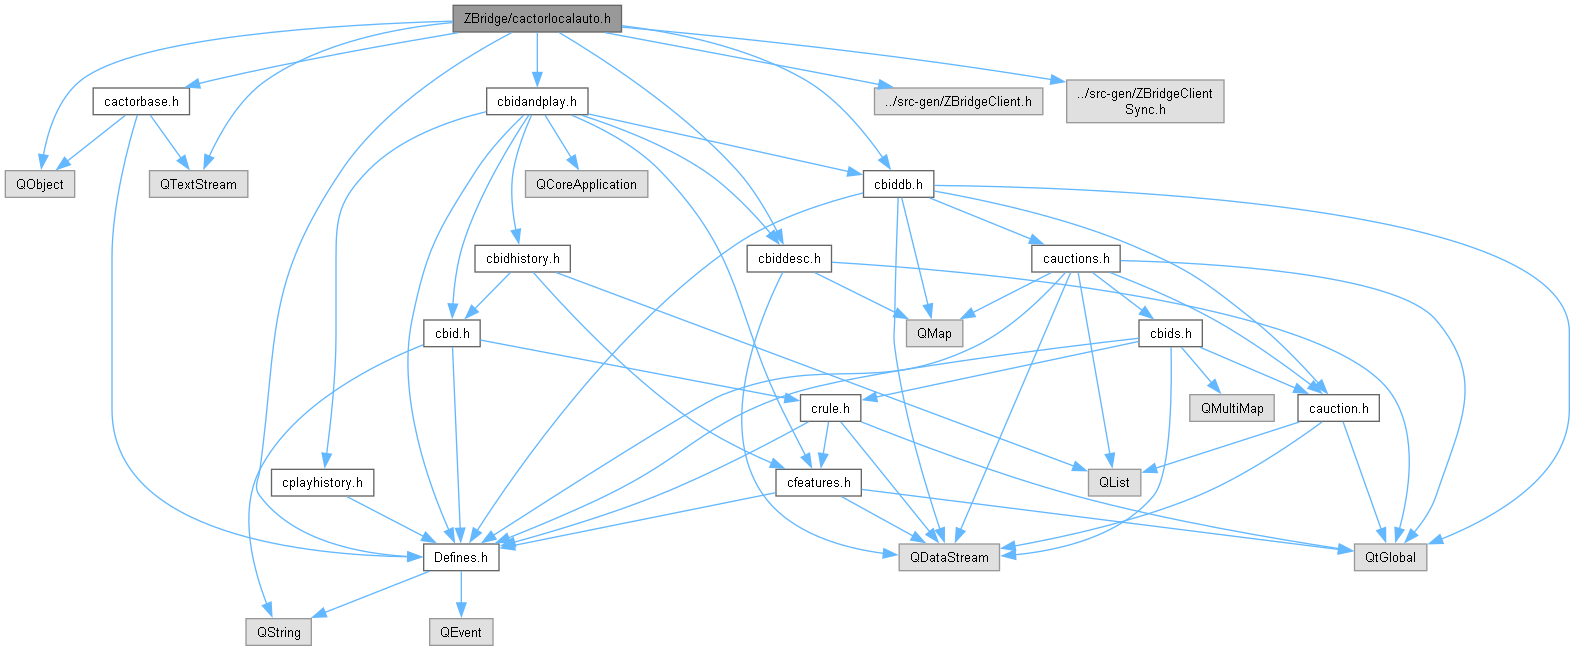 ZBridge/cactorlocalauto.h
cactorbase.h
cbidandplay.h
../src-gen/ZBridgeClient.h
../src-gen/ZBridgeClient
Sync.h
QObject
QTextStream
QCoreApplication
cbiddb.h
cbidhistory.h
cbiddesc.h
cauctions.h
cbid.h
QMap
cbids.h
crule.h
QMultiMap
cauction.h
cplayhistory.h
cfeatures.h
QList
Defines.h
QDataStream
QtGlobal
QString
QEvent